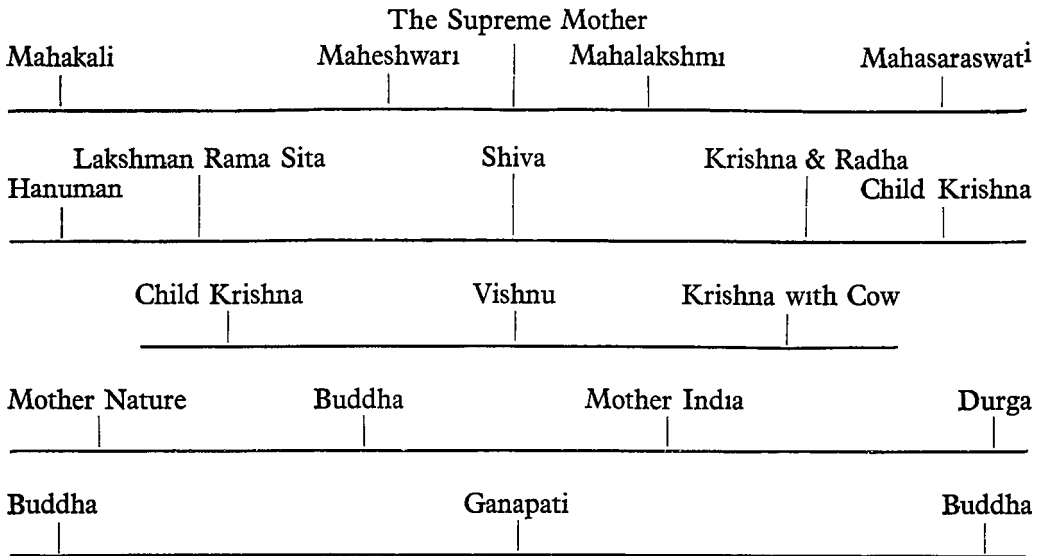 The Supreme Mother
Mahakali Maheshwarı Mahalakshmı Mahasaraswati
Lakshman Rama Sita Shiva Krishna & Radha
Hanuman Child Krishna
Child Krishna Vishnu Krishna wıth Cow
Mother Nature Buddha Mother Indıa Durga
Buddha Ganapati Buddha